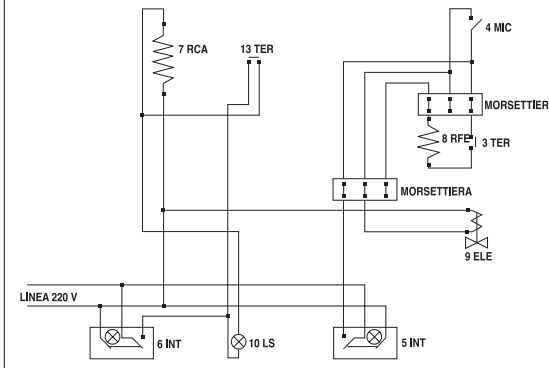 4 MIC
7 RCA
13 TER
MORSETTIER
8 RFE
3 TER
MORSETTIERA
9 ELE
LINEA 220 V
6 INT
10 LS
5 INT